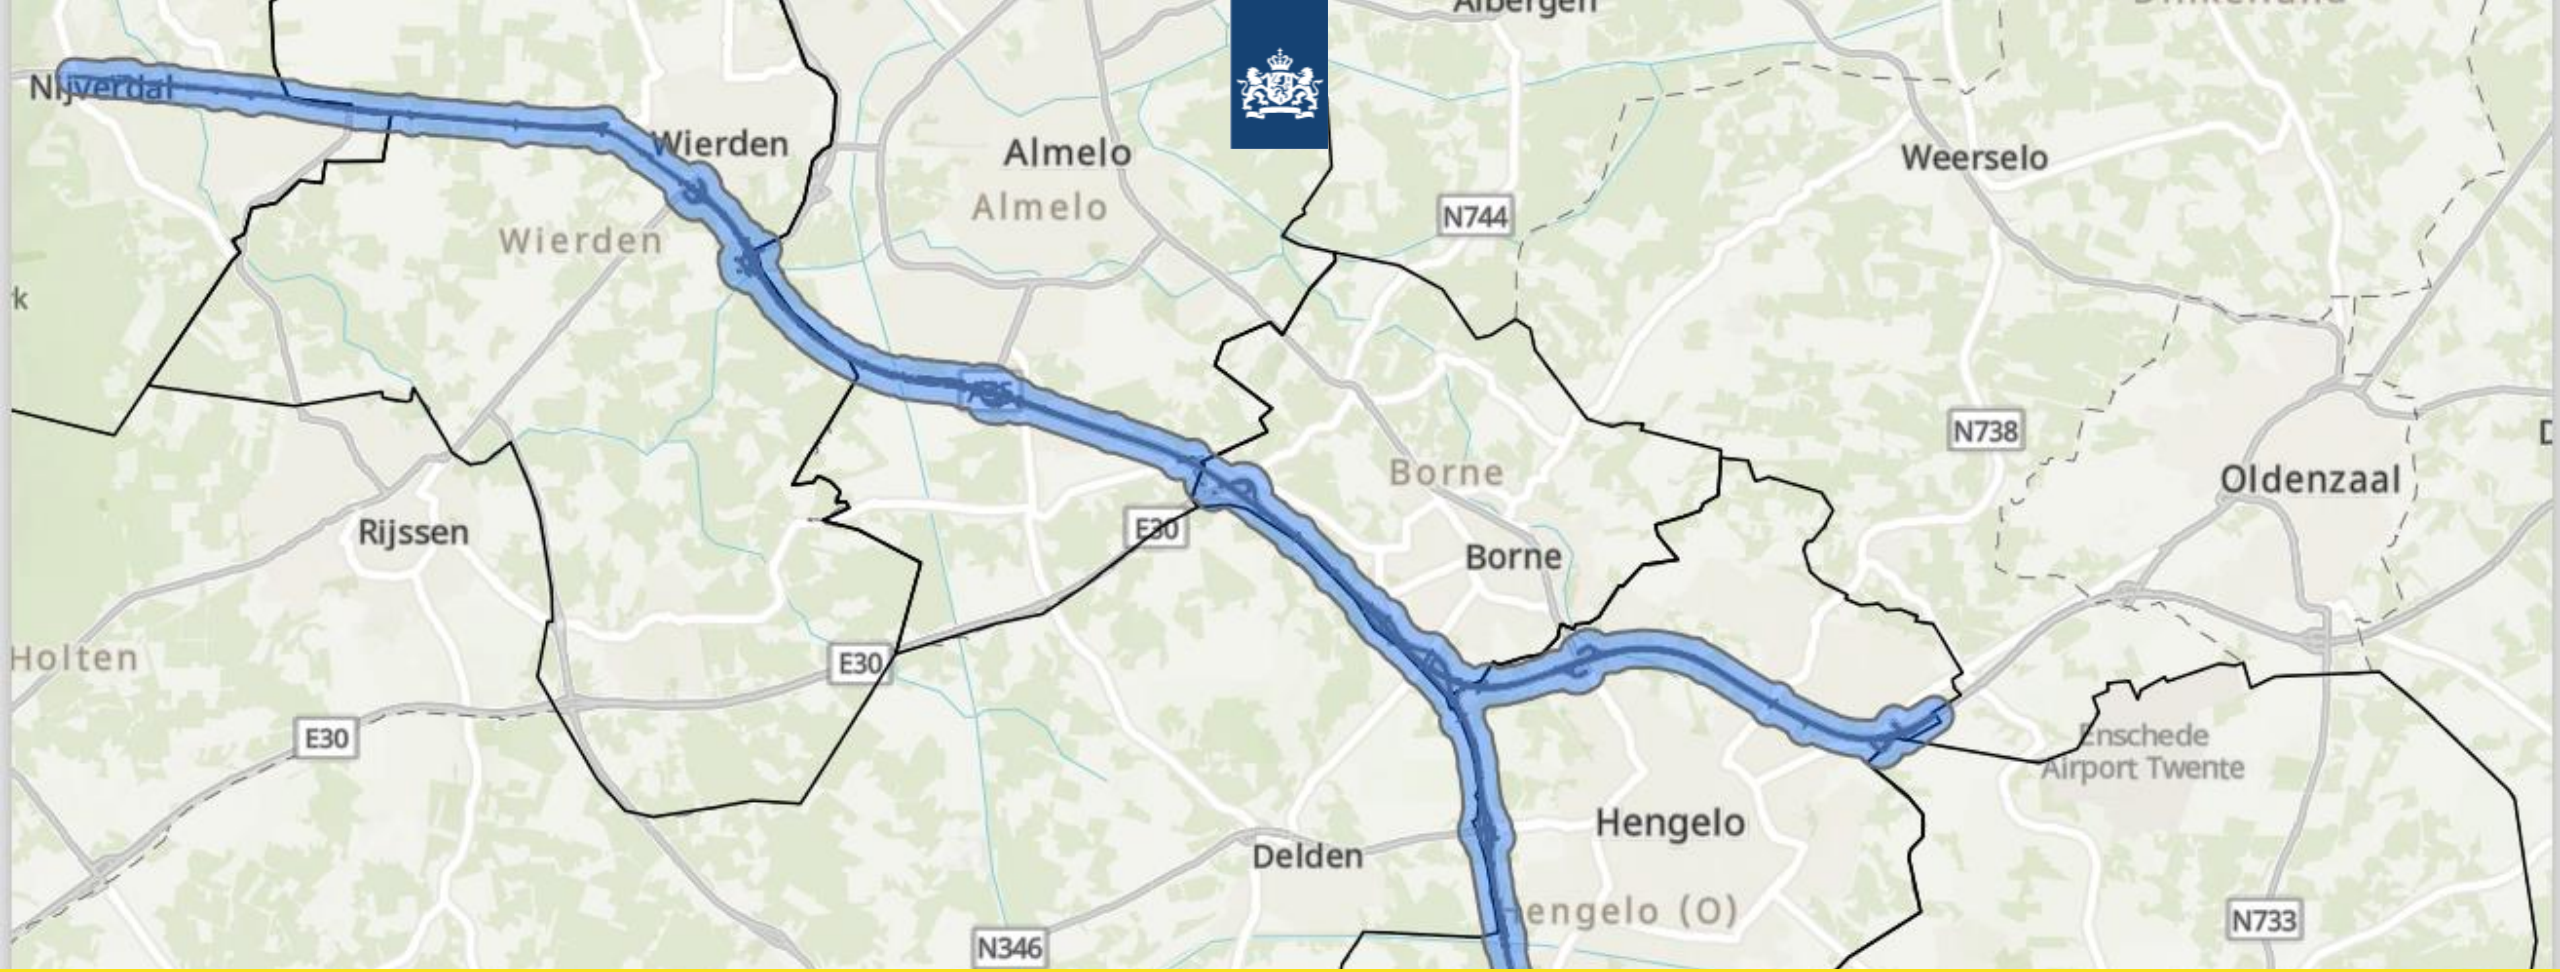 Albergen
Nijverdal
Wierden
Almelo
Almelo
Weerselo
N744
Wierden
k
N738
Borne
Oldenzaal
Rijssen
E30
Borne
Holten
E30
E30
Enschede
Airport Twente
Hengelo
Delden
Hengelo (O)
N346
N733